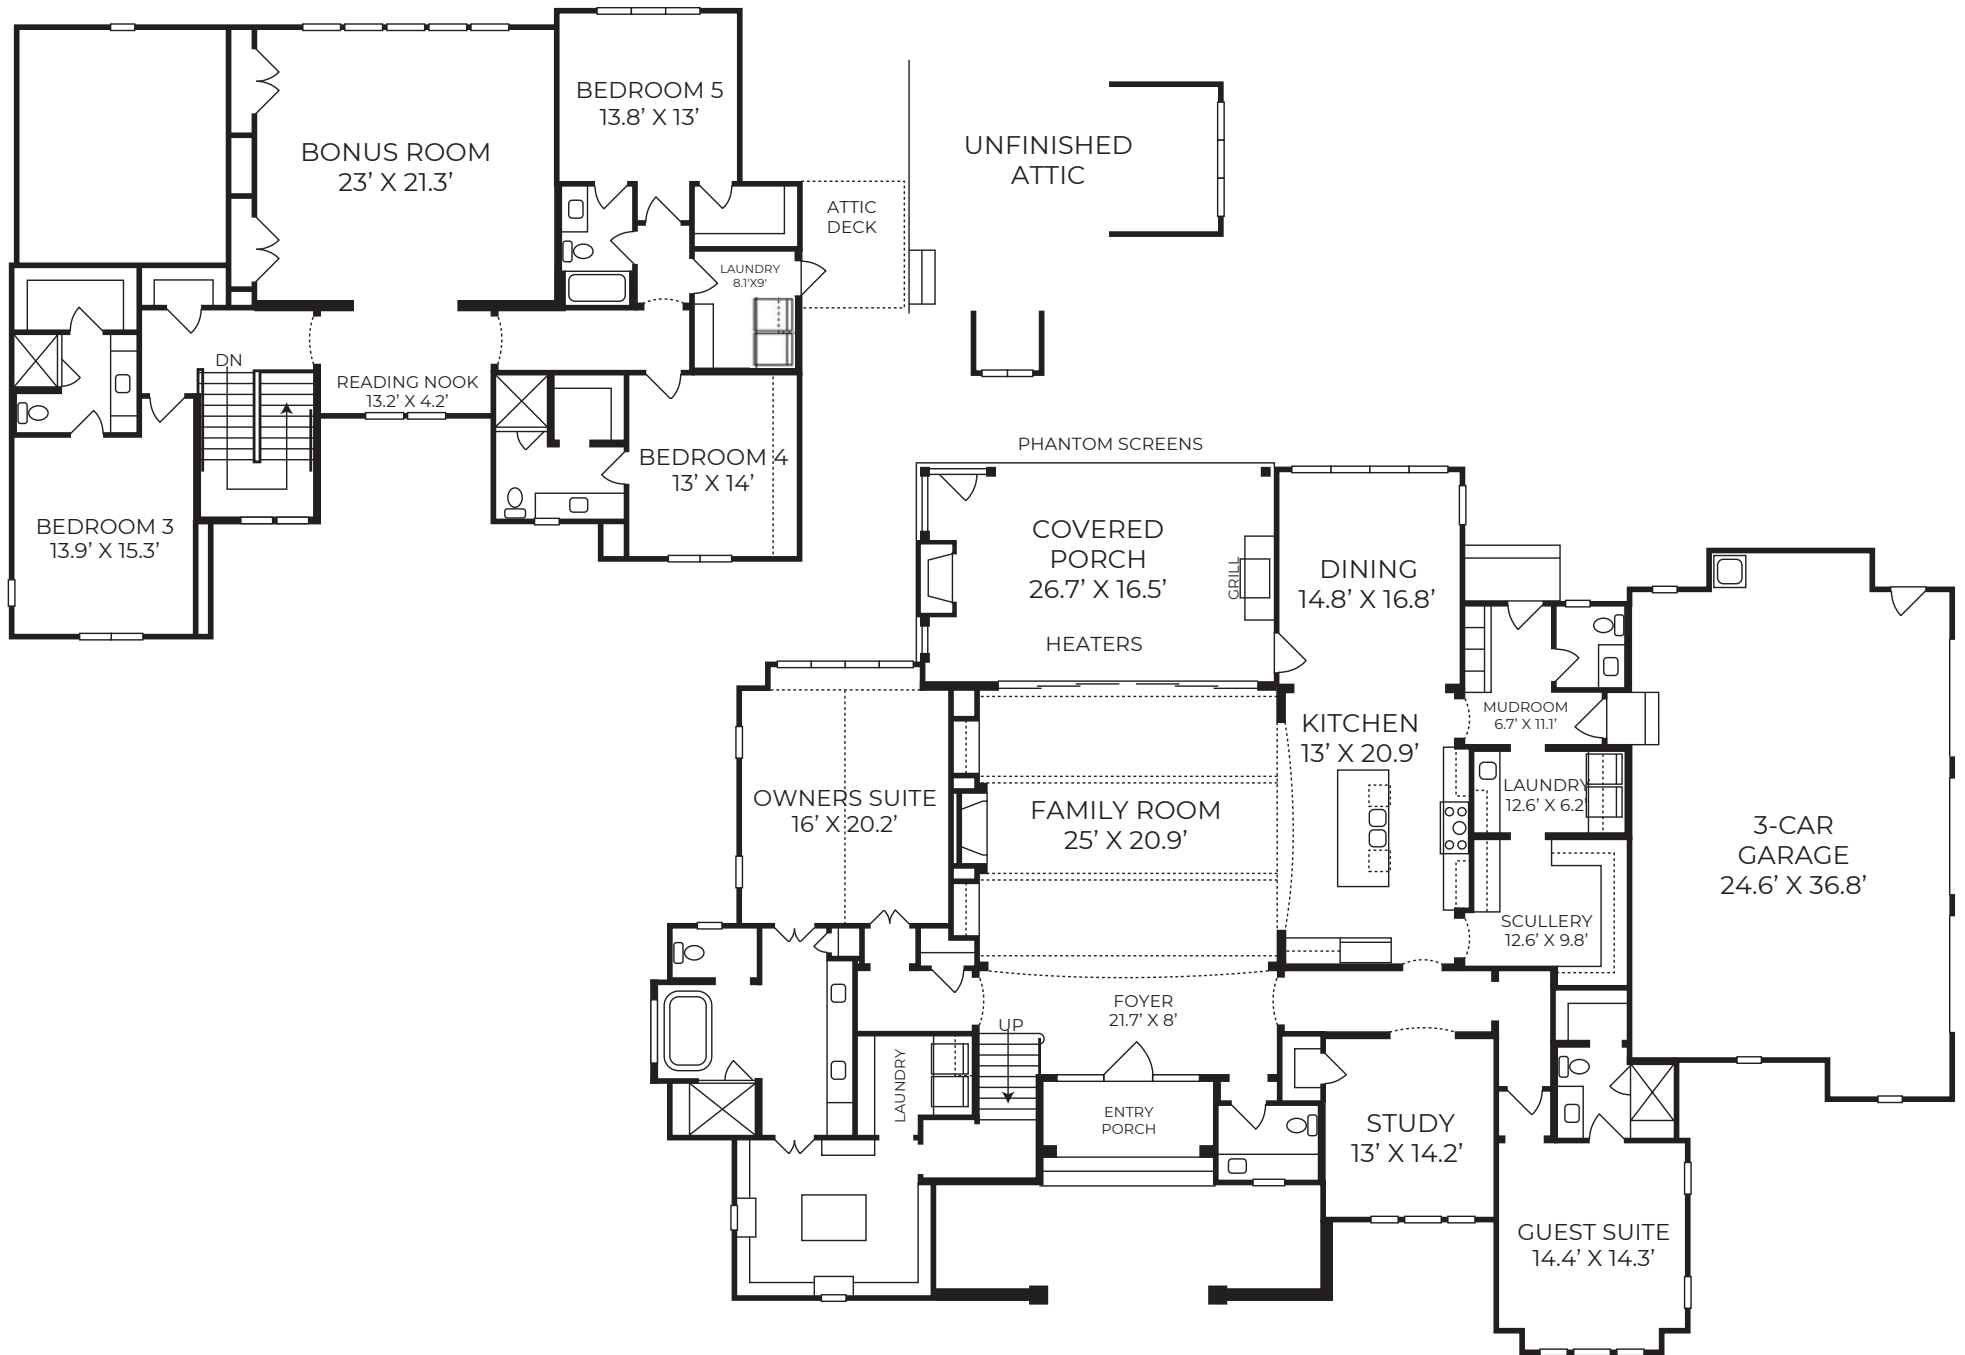 BEDROOM 5
13.8’ X 13’
BONUS ROOM
23’ X 21.3’
UNFINISHED
ATTIC
ATTIC
DECK
LAUNDRY
8.1'X9'
DN
READING NOOK
13.2’ X 4.2’
BEDROOM 4
13’ X 14’
BEDROOM 3
13.9’ X 15.3’
PHANTOM SCREENS
COVERED
PORCH
26.7’ X 16.5’
GRILL
HEATERS
DINING
14.8’ X 16.8’
MUDROOM
6.7’ X 11.1’
KITCHEN
13’ X 20.9’
LAUNDRY
12.6’ X 6.2’
OWNERS SUITE
16’ X 20.2’
FAMILY ROOM
25’ X 20.9’
3-CAR
GARAGE
24.6’ X 36.8’
SCULLERY
12.6’ X 9.8’
FOYER
21.7’ X 8’
UP
LAUNDRY
ENTRY
PORCH
STUDY
13’ X 14.2’
GUEST SUITE
14.4’ X 14.3’